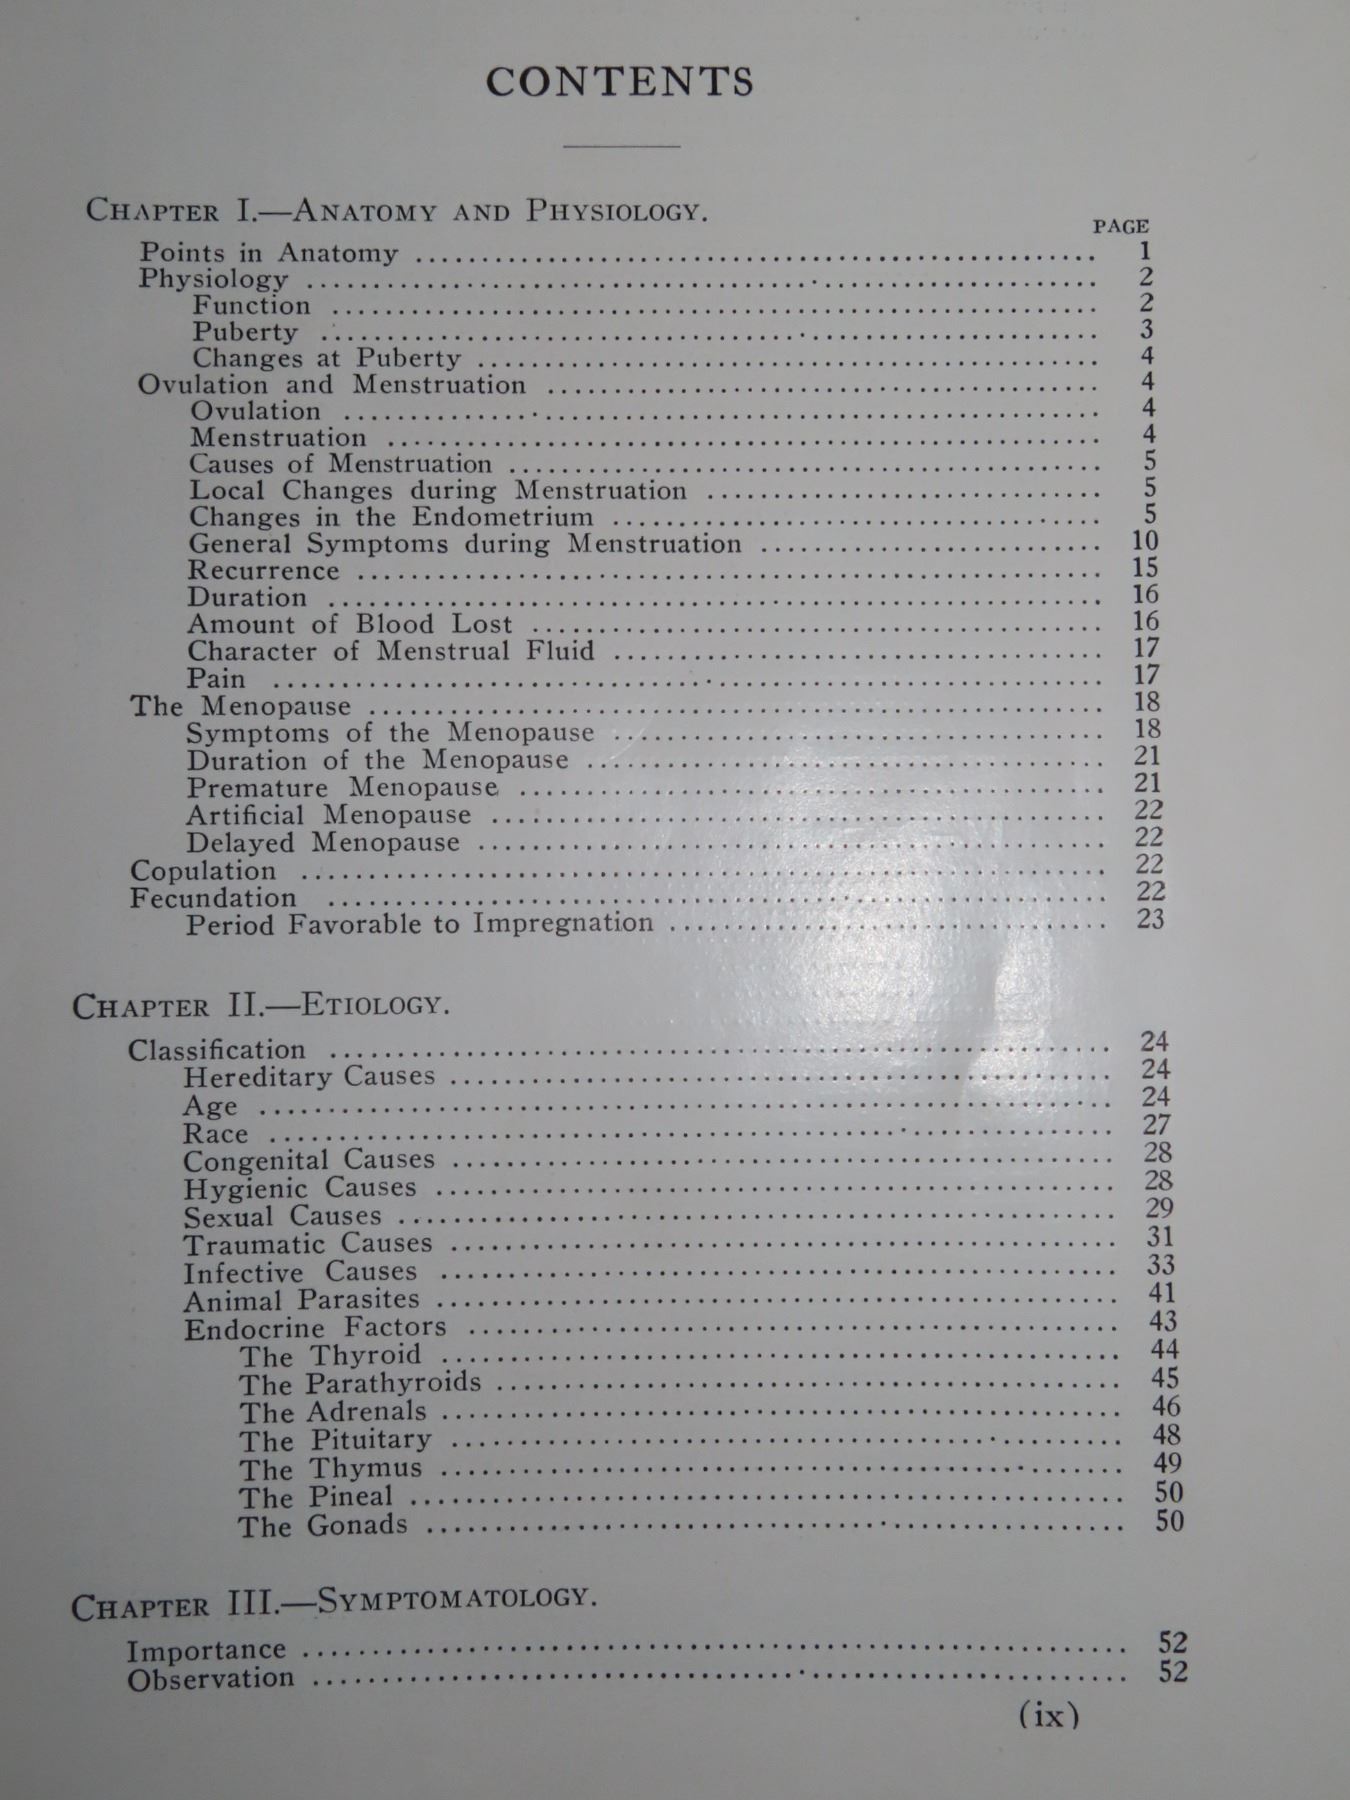 CONTENTS
CHAPTER I.—ANATOMY AND PHYSIOLOGY.
PAGE
Points in Anatomy 1
Physiology 2
Function 2
Puberty 3
Changes at Puberty 4
Ovulation and Menstruation 4
Ovulation 4
Menstruation 4
Causes of Menstruation 5
Local Changes during Menstruation 5
Changes in the Endometrium 5
General Symptoms during Menstruation 10
Recurrence 15
Duration 16
Amount of Blood Lost 16
Character of Menstrual Fluid 17
Pain 17
The Menopause 18
Symptoms of the Menopause 18
Duration of the Menopause 21
Premature Menopause 21
Artificial Menopause 22
Delayed Menopause 22
Copulation 22
Fecundation 22
Period Favorable to Impregnation 23
CHAPTER II.—ETIOLOGY.
Classification 24
Hereditary Causes 24
Age 24
Race 27
Congenital Causes 28
Hygienic Causes 28
Sexual Causes 29
Traumatic Causes 31
Infective Causes 33
Animal Parasites 41
Endocrine Factors 43
The Thyroid 44
The Parathyroids 45
The Adrenals 46
The Pituitary 48
The Thymus 49
The Pineal 50
The Gonads 50
CHAPTER III.—SYMPTOMATOLOGY.
Importance 52
Observation 52
(ix)